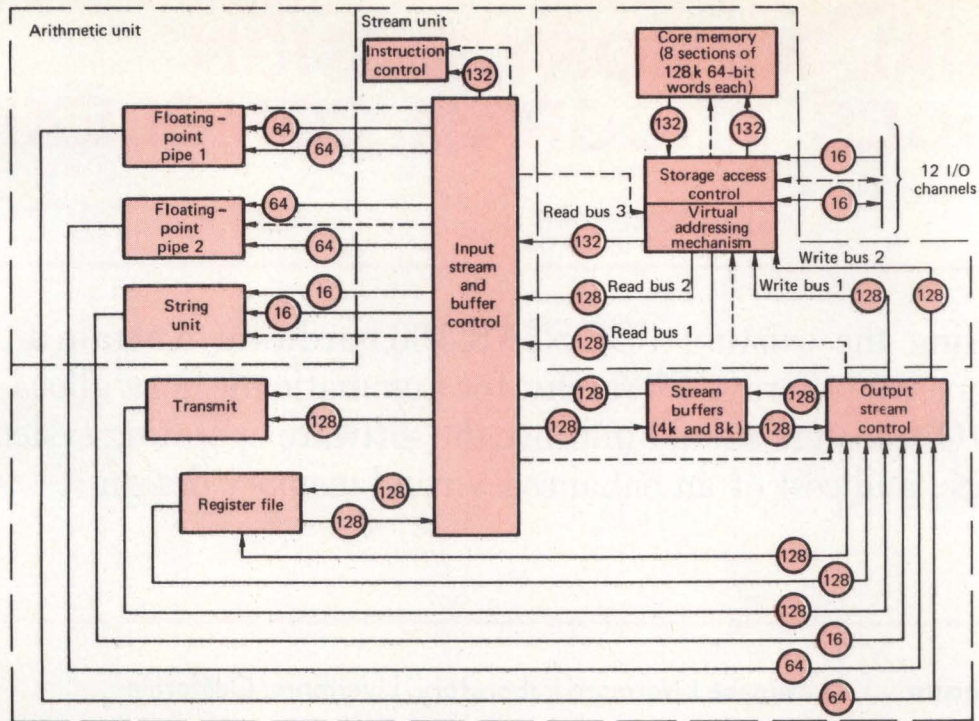 Arithmetic unit
Stream unit
Instruction
control
132
Core memory
(8 sections of
128k 64-bit
words each)
132
132
Floating-
point
pipe 1
64
64
Storage access
control
Virtual
addressing
mechanism
16
16
12 I/O
channels
Floating-
point
pipe 2
64
64
Input
stream
and
buffer
control
Read bus 3
132
Write bus 2
128
Read bus 2
Write bus 1
128
128
String
unit
16
16
128
Read bus 1
Transmit
128
128
128
Stream
buffers
(4k and 8k)
128
128
Output
stream
control
Register file
128
128
128
128
128
16
64
64